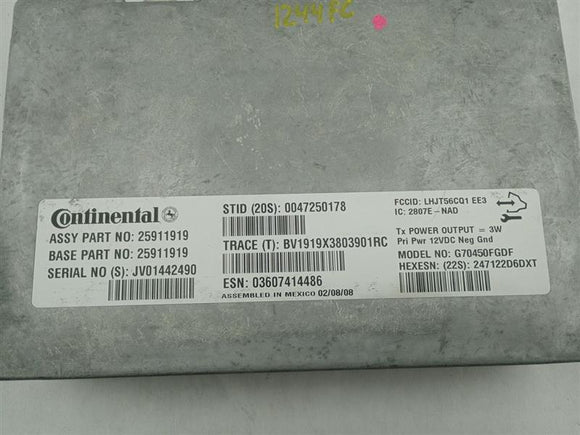 12441C
Continental
ASSY PART NO: 25911919
BASE PART NO: 25911919
SERIAL NO (S): JV01442490
STID (20S): 0047250178
TRACE (T): BV1919X3803901RC
ESN: 03607414486
ASSEMBLED IN MEXICO 02/08/08
FCCID: LHJT56CQ1 EE3
IC: 2807E-NAD
Tx POWER OUTPUT = 3W
Pri Pwr 12VDC Neg Gnd
MODEL NO: G70450FGDF
HEXESN: (22S): 247122D6DXT